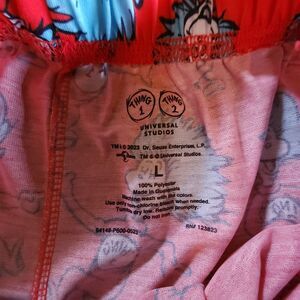 THING 1
THING 2
UNIVERSAL
STUDIOS
TM & © 2023 Dr. Seuss Enterprises, L.P.
TM & © Universal Studios
L
100% Polyester
Made in Guatemala
Machine wash with like colors.
Use only non-chlorine bleach when needed.
Tumble dry low. Remove promptly.
Do not iron
RN# 123823